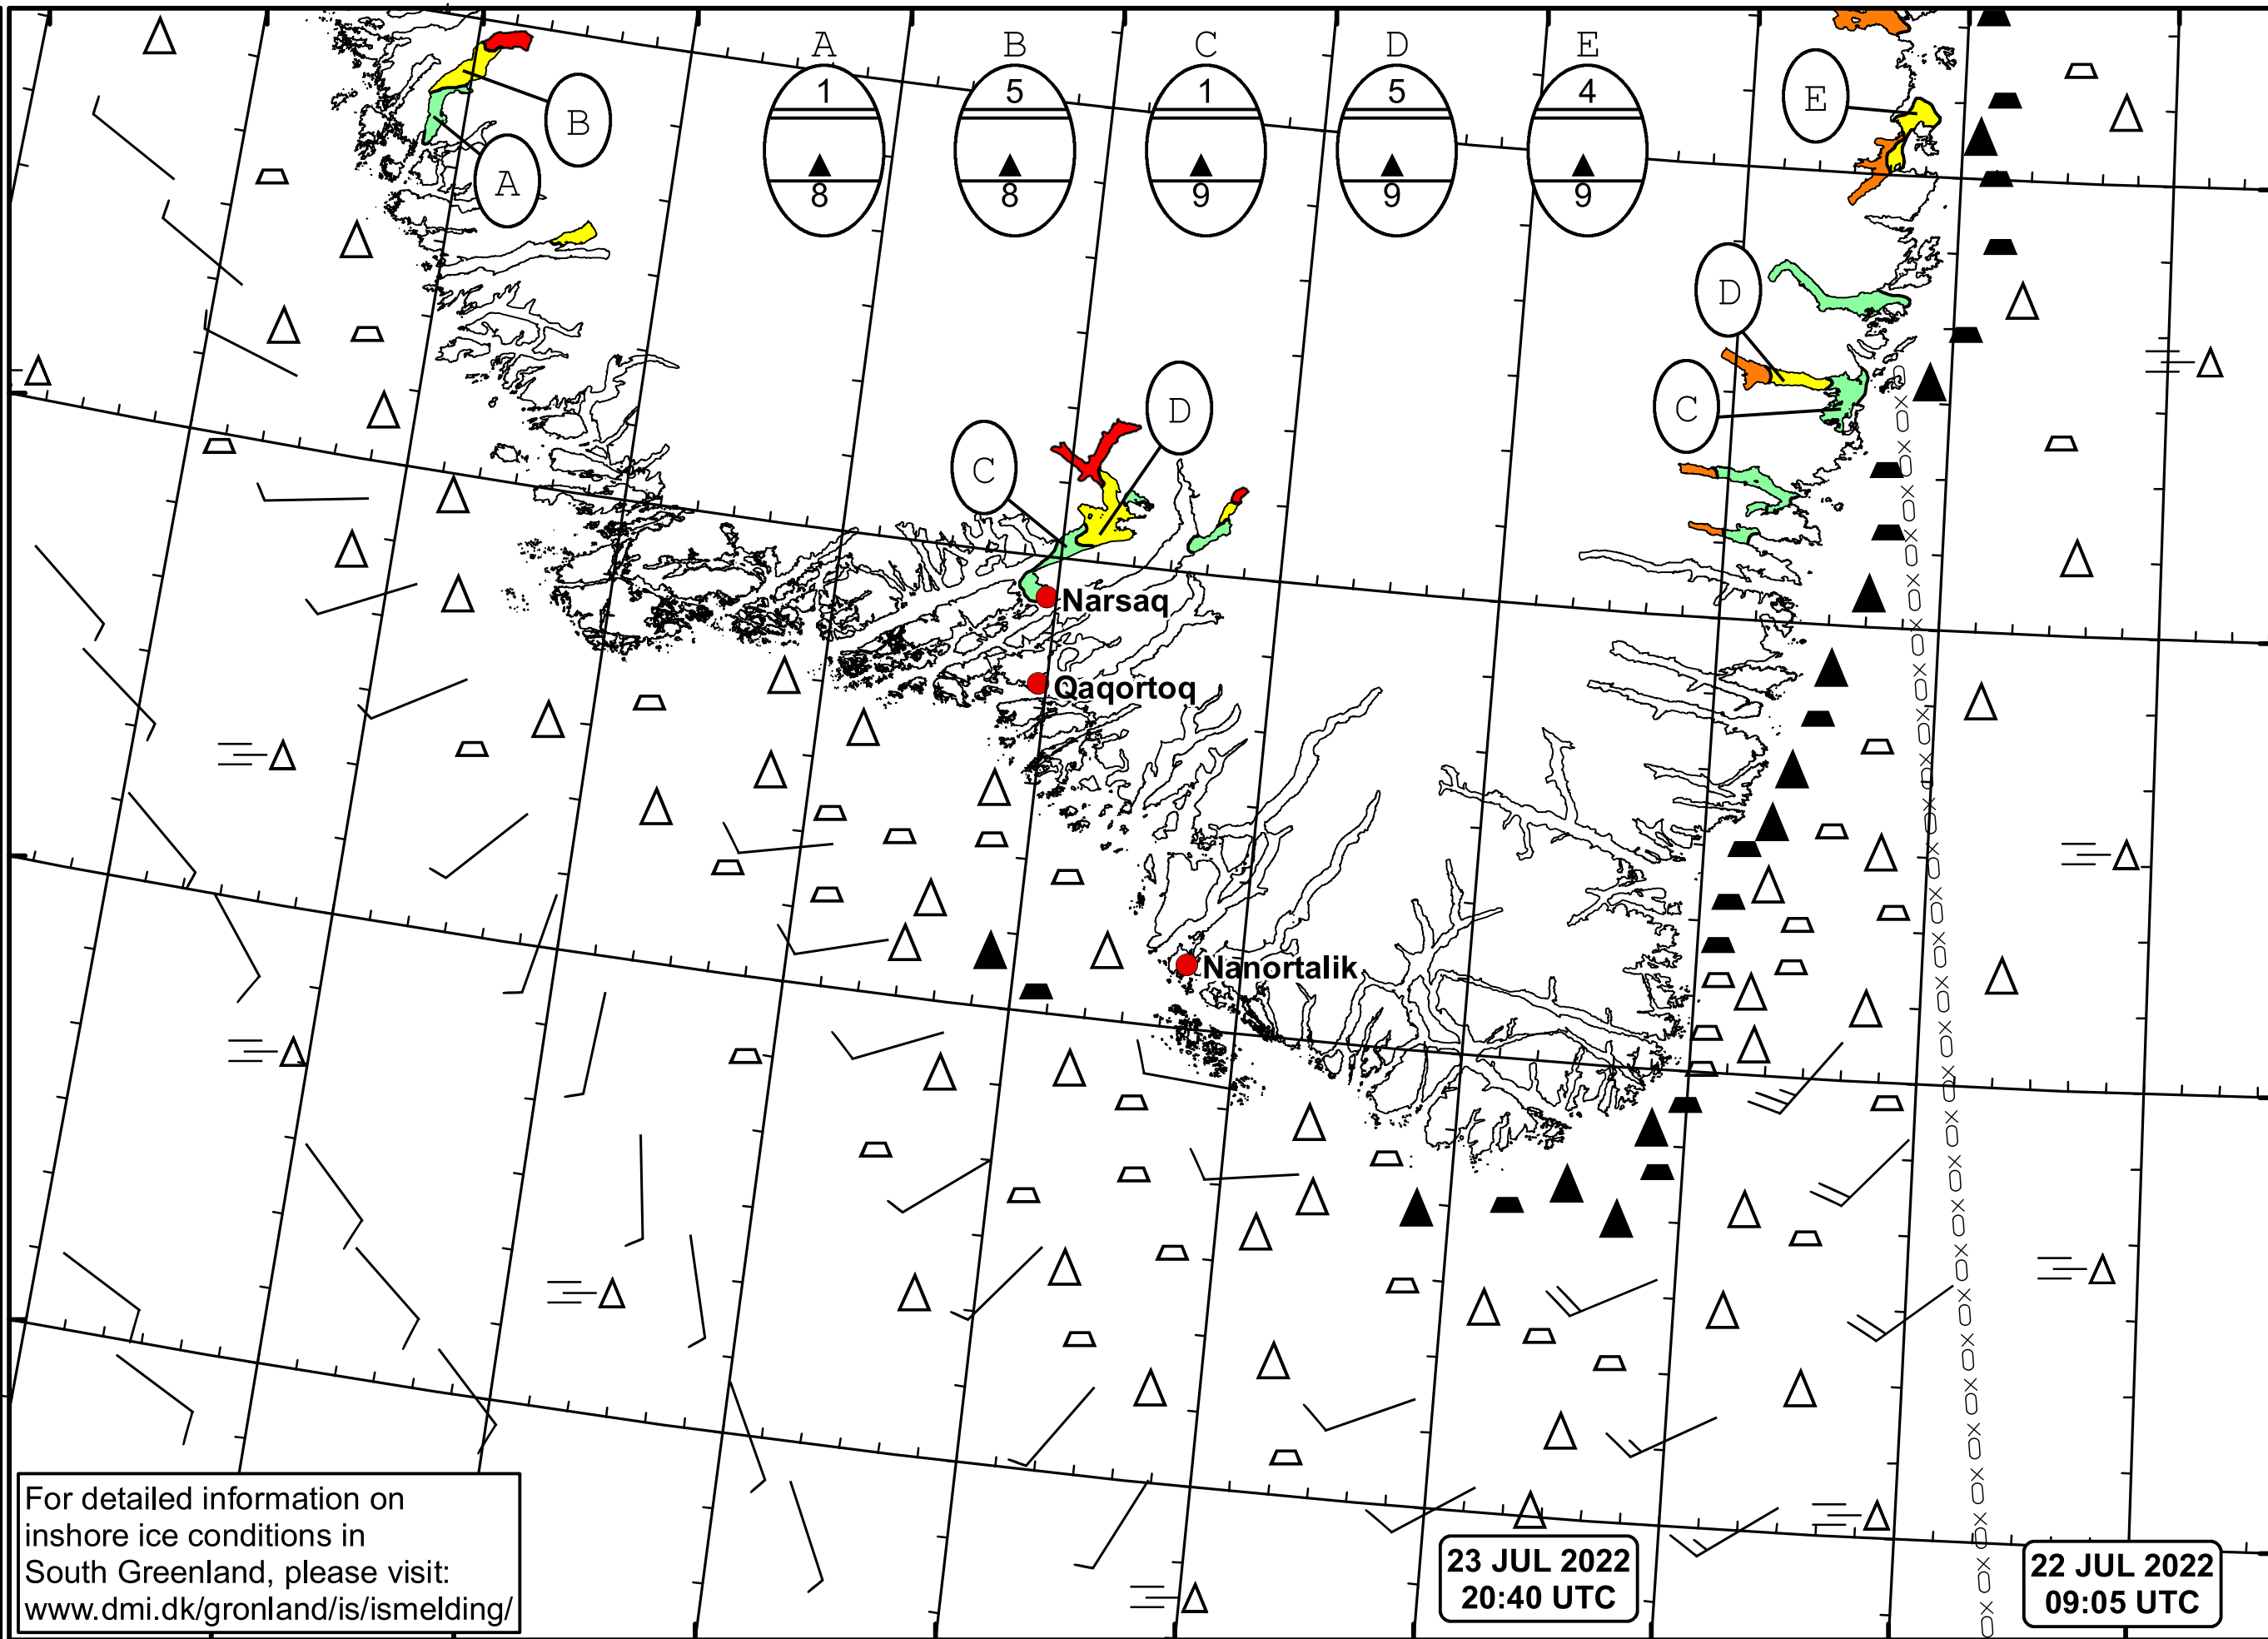 A B C D E
1 5 1 5 4
8 8 9 9 9
E
B
A
D
C
D
C
Narsaq
Qaqortoq
Nanortalik
For detailed information on
inshore ice conditions in
South Greenland, please visit:
www.dmi.dk/gronland/is/ismelding/
23 JUL 2022
20:40 UTC
22 JUL 2022
09:05 UTC